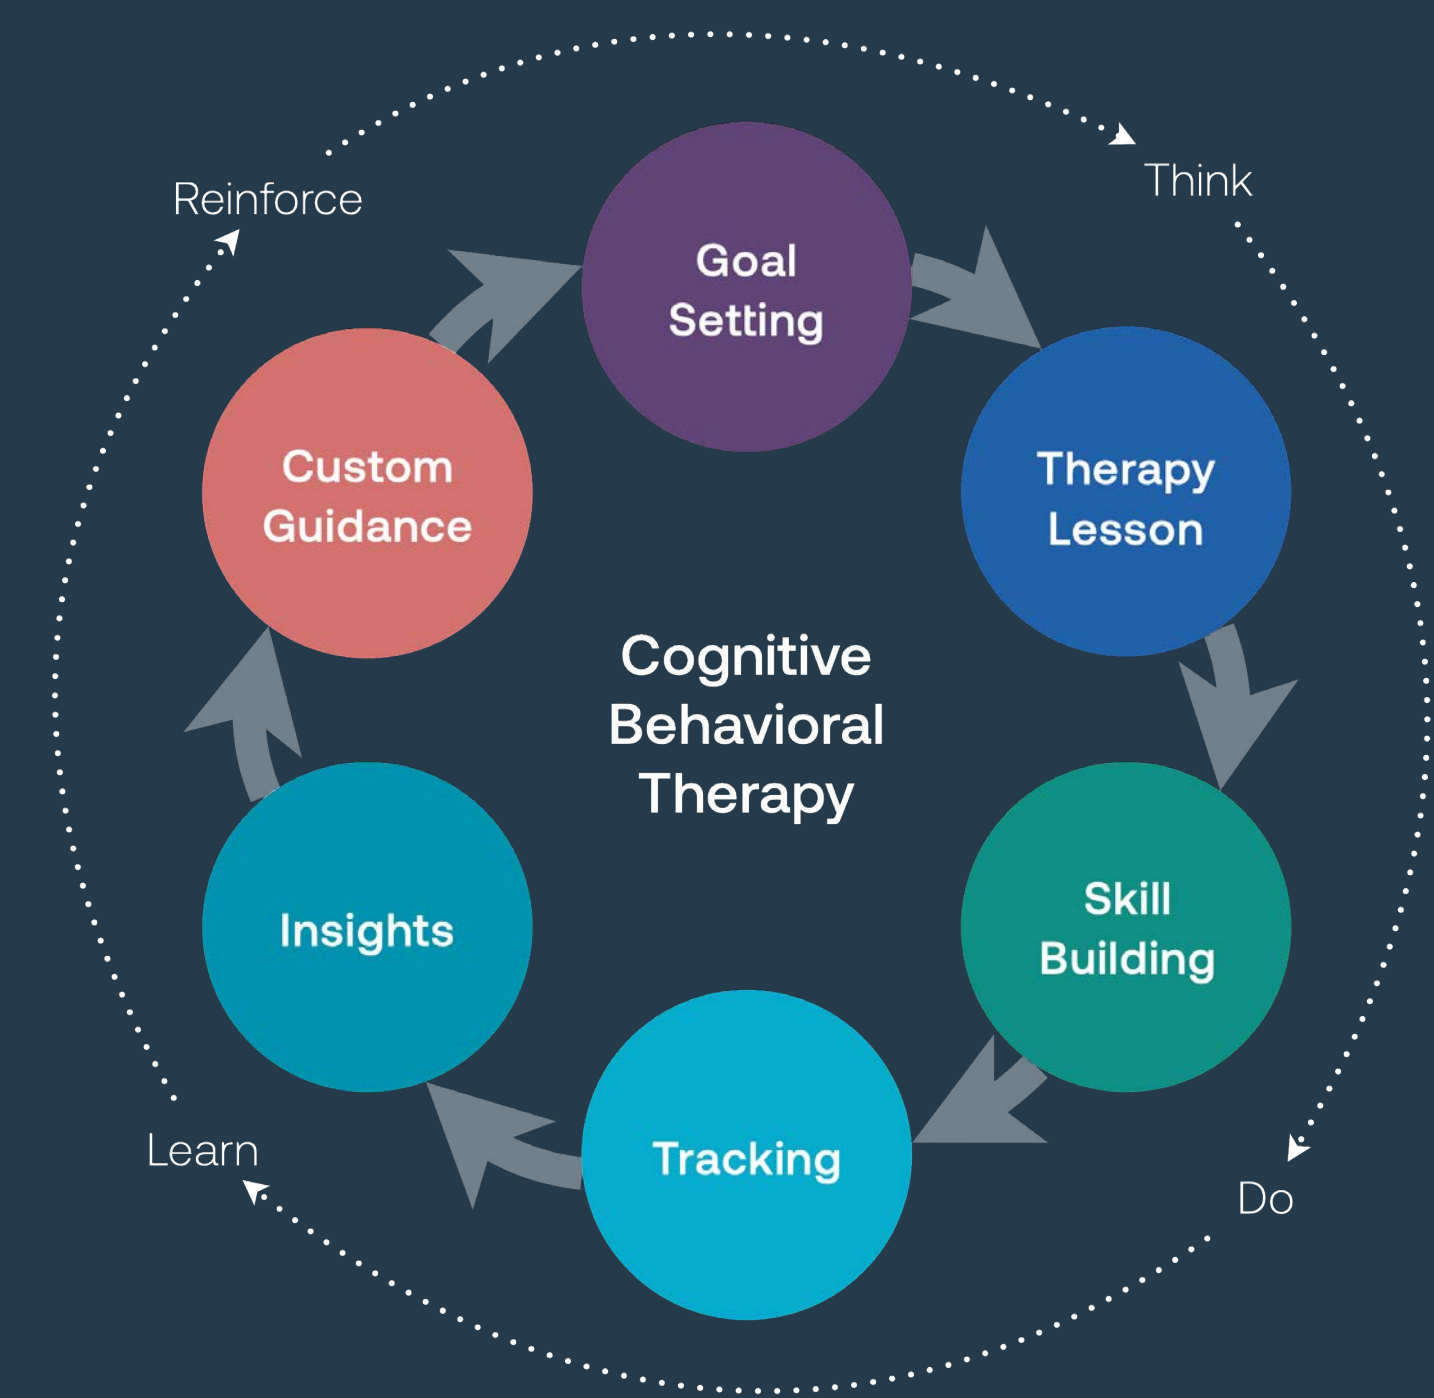 Reinforce
Think
Goal
Setting
Custom
Guidance
Therapy
Lesson
Cognitive
Behavioral
Therapy
Insights
Skill
Building
Tracking
Learn
Do